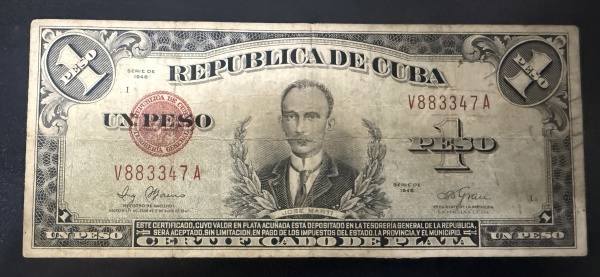 1 PESO
1 PESO
SERIE DE
1948
REPUBLICA DE CUBA
1
V883347A
UN PESO
1 PESO
V883347A
SERIE DE
1948
1
JOSE MARTI
ESTE CERTIFICADO, CUYO VALOR EN PLATA ACUÑADA ESTA DEPOSITADO EN LA TESORERIA GENERAL DE LA REPUBLICA,
SERA ACEPTADO, SIN LIMITACION, EN PAGO DE LOS IMPUESTOS DEL ESTADO, LA PROVINCIA Y EL MUNICIPIO.
UN PESO
CERTIFICADO DE PLATA
UN PESO